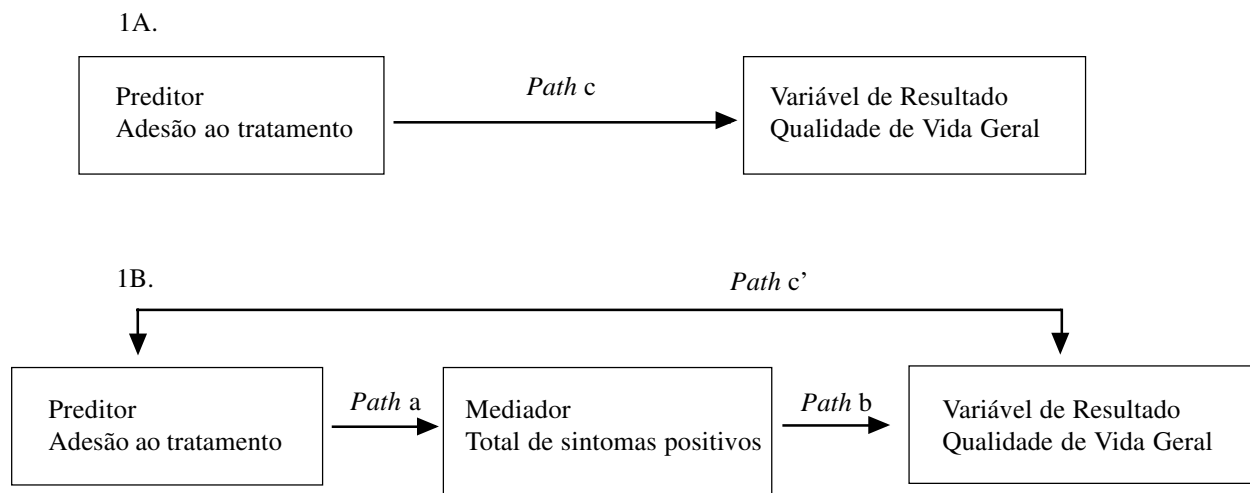 1A.
Preditor
Adesão ao tratamento
Path c
Variável de Resultado
Qualidade de Vida Geral
1B.
Path c’
Preditor
Adesão ao tratamento
Path a
Mediador
Total de sintomas positivos
Path b
Variável de Resultado
Qualidade de Vida Geral